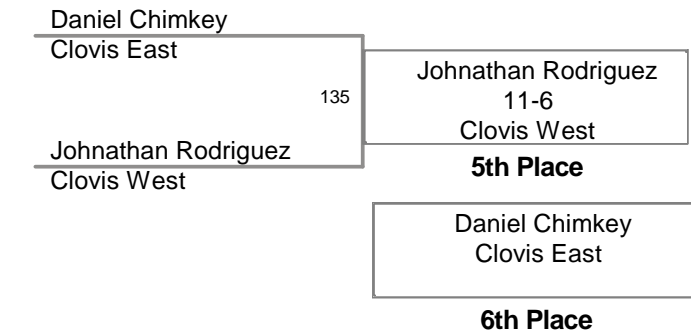 Daniel Chimkey
Clovis East
135
Johnathan Rodriguez
Clovis West
Johnathan Rodriguez
11-6
Clovis West
5th Place
Daniel Chimkey
Clovis East
6th Place